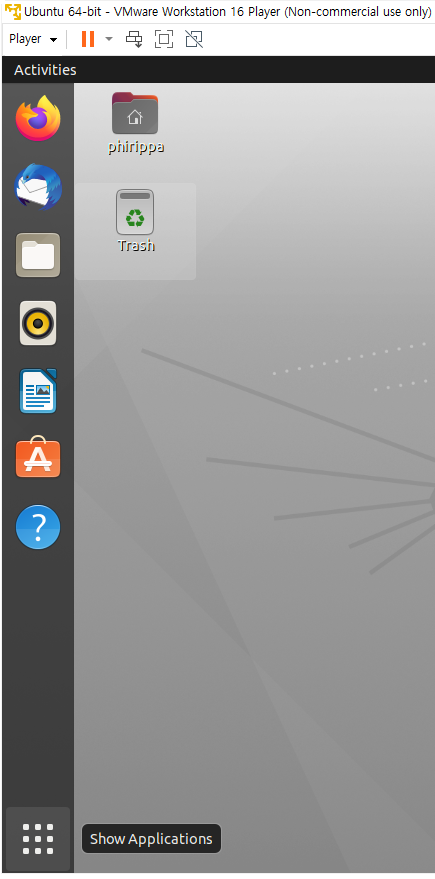 Ubuntu 64-bit - VMware Workstation 16 Player (Non-commercial use only)
Player
Activities
phirippa
Trash
?
Show Applications